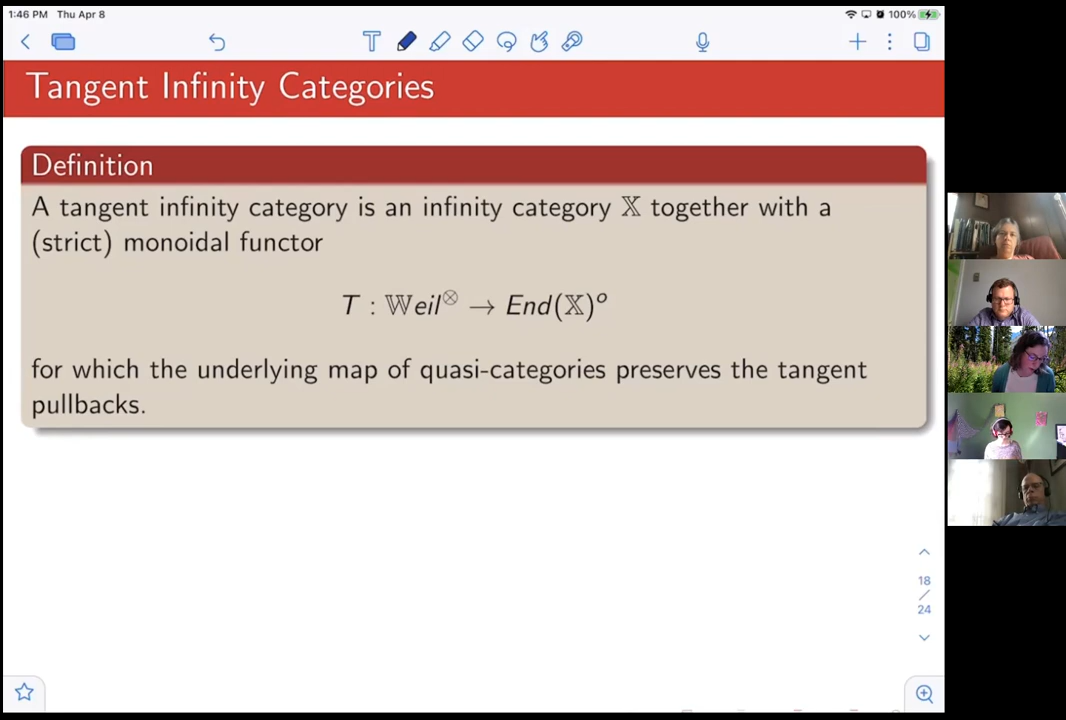 1:46 PM Thu Apr 8
100%
T
Tangent Infinity Categories
Definition
A tangent infinity category is an infinity category 𝕏 together with a
(strict) monoidal functor
T : 𝕎eil^⊗ → End(𝕏)^o
for which the underlying map of quasi-categories preserves the tangent
pullbacks.
18
/
24